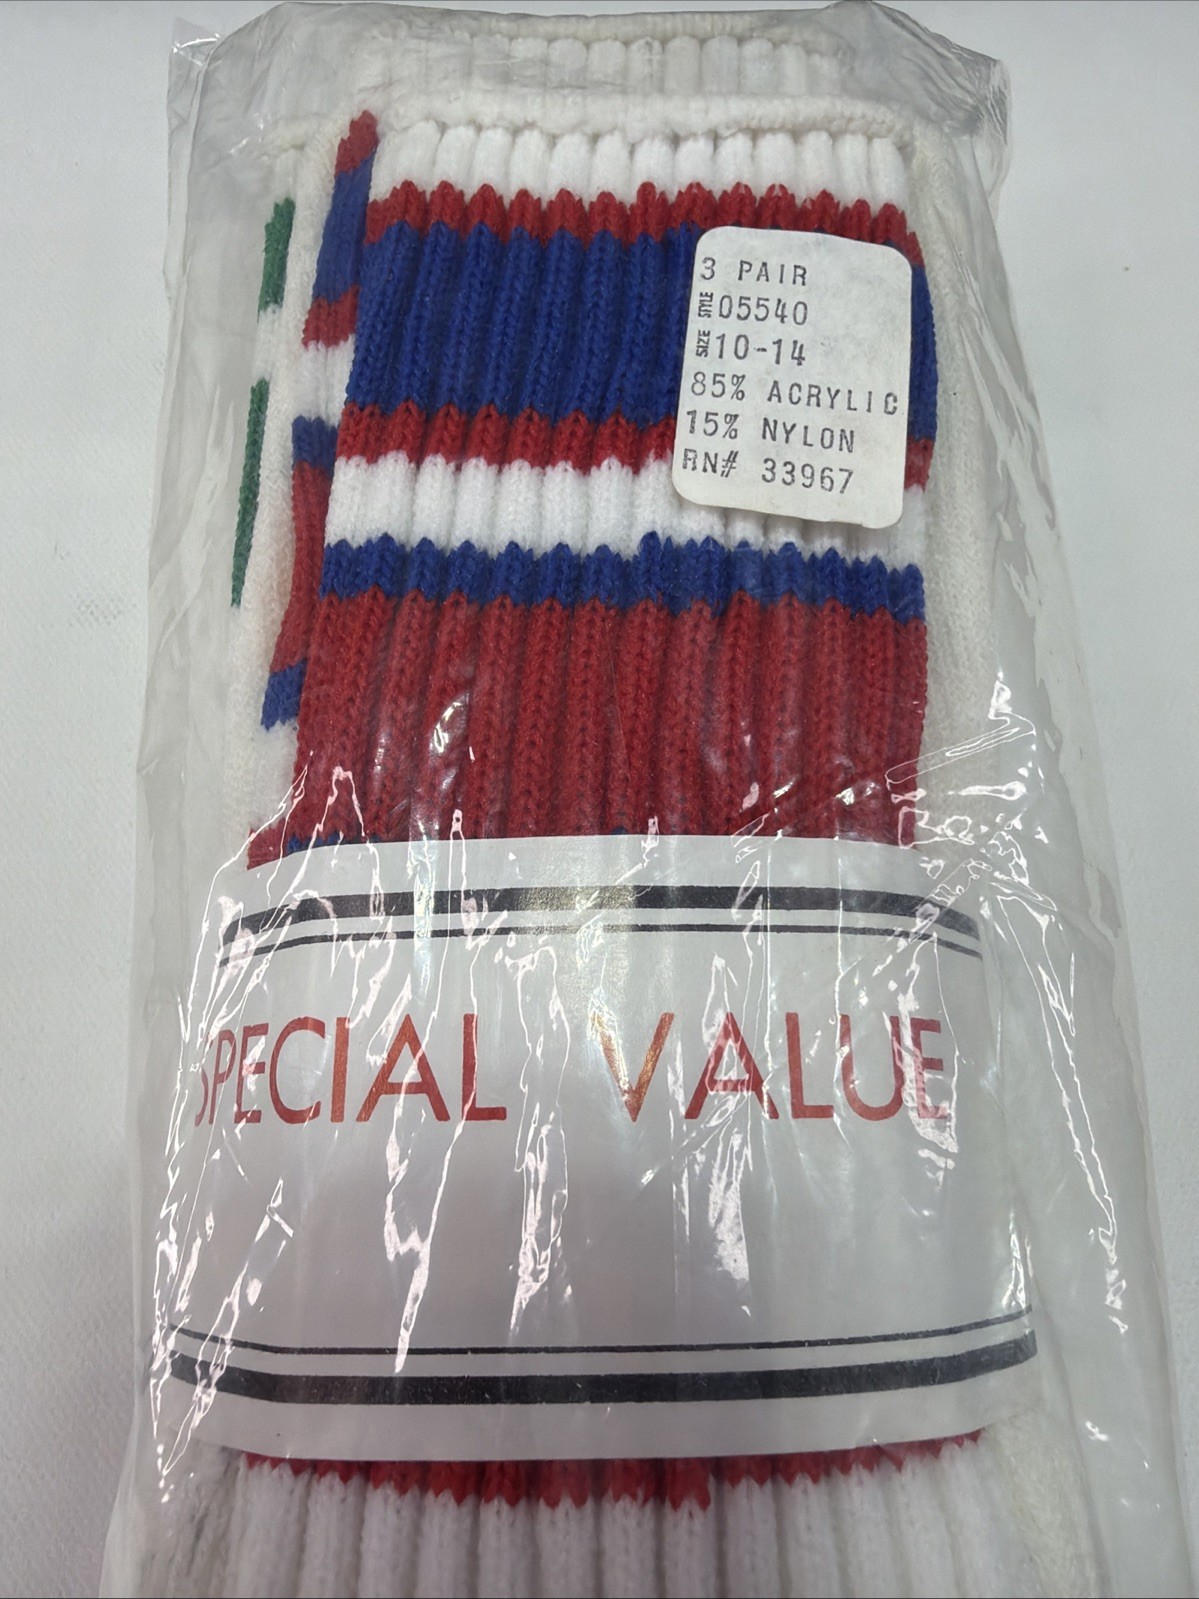 3 PAIR
STYLE 05540
SIZE 10-14
85% ACRYLIC
15% NYLON
RN# 33967
SPECIAL VALUE